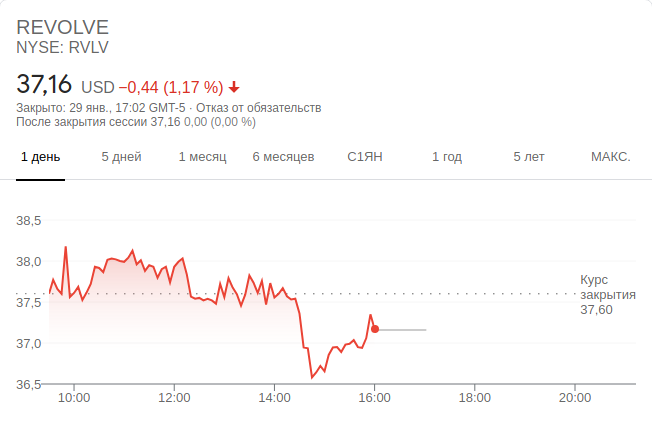 REVOLVE
NYSE: RVLV
37,16 USD −0,44 (1,17 %)
Закрыто: 29 янв., 17:02 GMT-5 · Отказ от обязательств
После закрытия сессии 37,16 0,00 (0,00 %)
1 день 5 дней 1 месяц 6 месяцев С1ЯН 1 год 5 лет МАКС.
38,5
38,0
37,5
37,0
36,5
Курс
закрытия
37,60
10:00 12:00 14:00 16:00 18:00 20:00